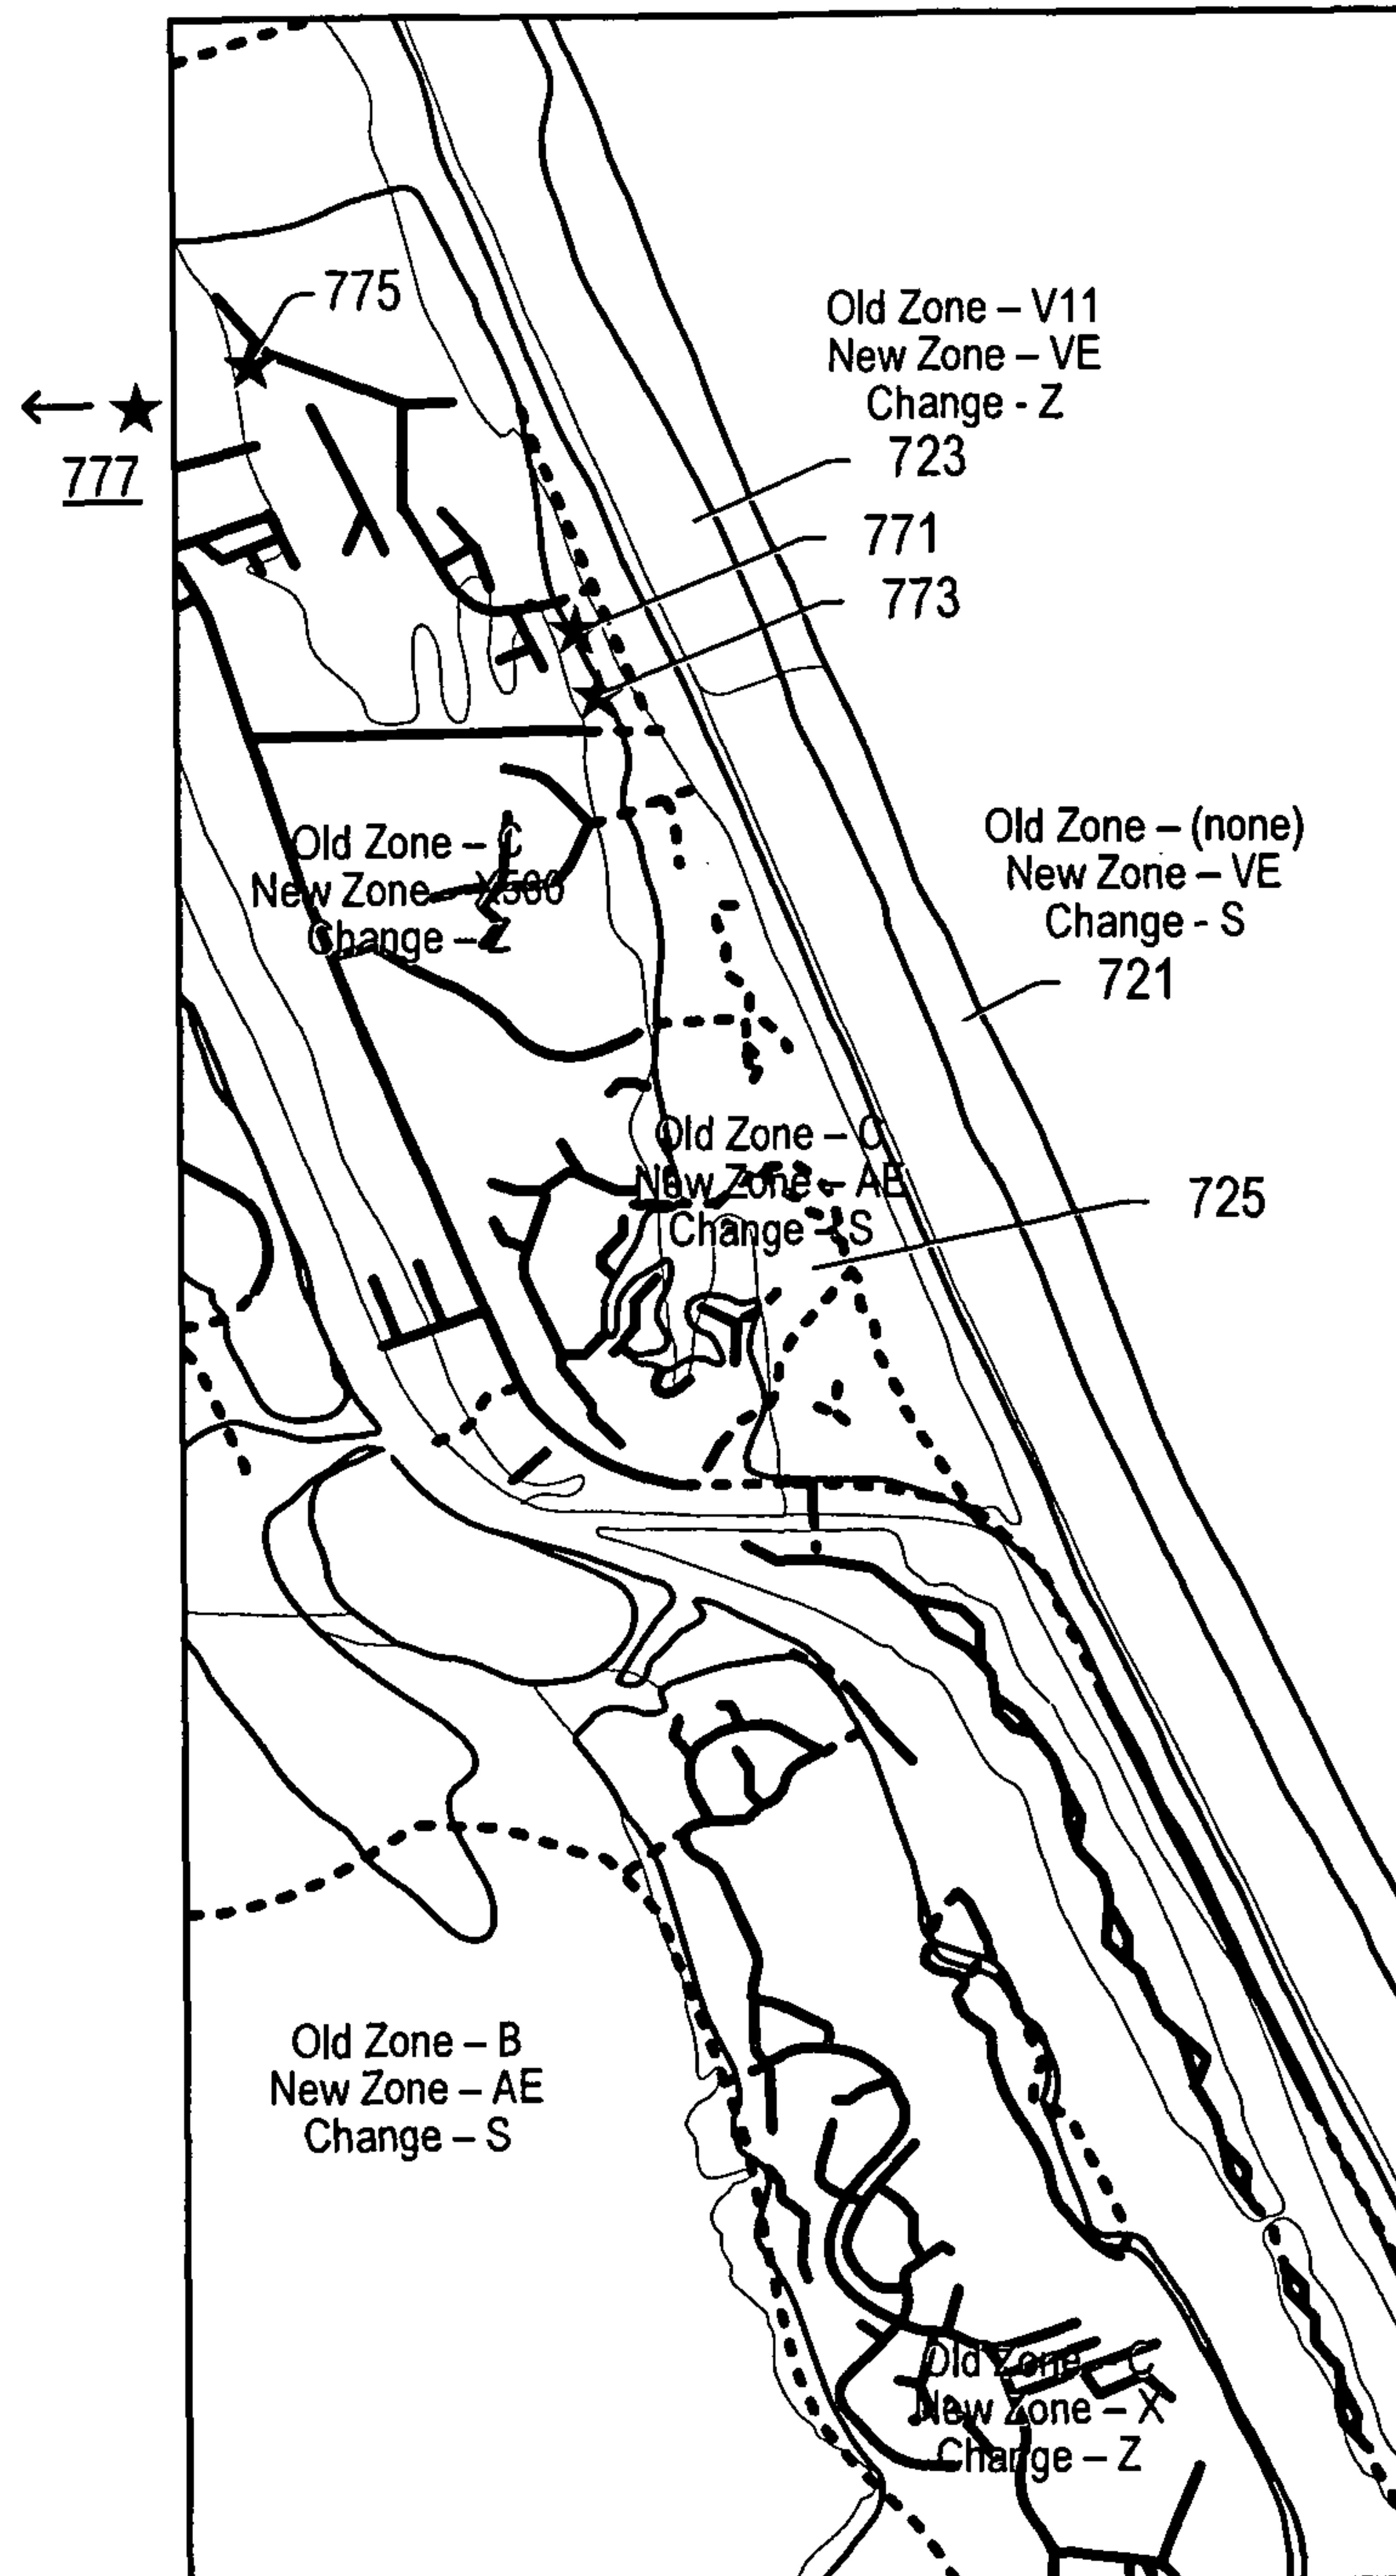 775
Old Zone – V11
New Zone – VE
Change - Z
723
777
771
773
Old Zone – C
New Zone – X500
Change – Z
Old Zone – (none)
New Zone – VE
Change - S
721
Old Zone – C
New Zone – AE
Change – S
725
Old Zone – B
New Zone – AE
Change – S
Old Zone – C
New Zone – X
Change – Z